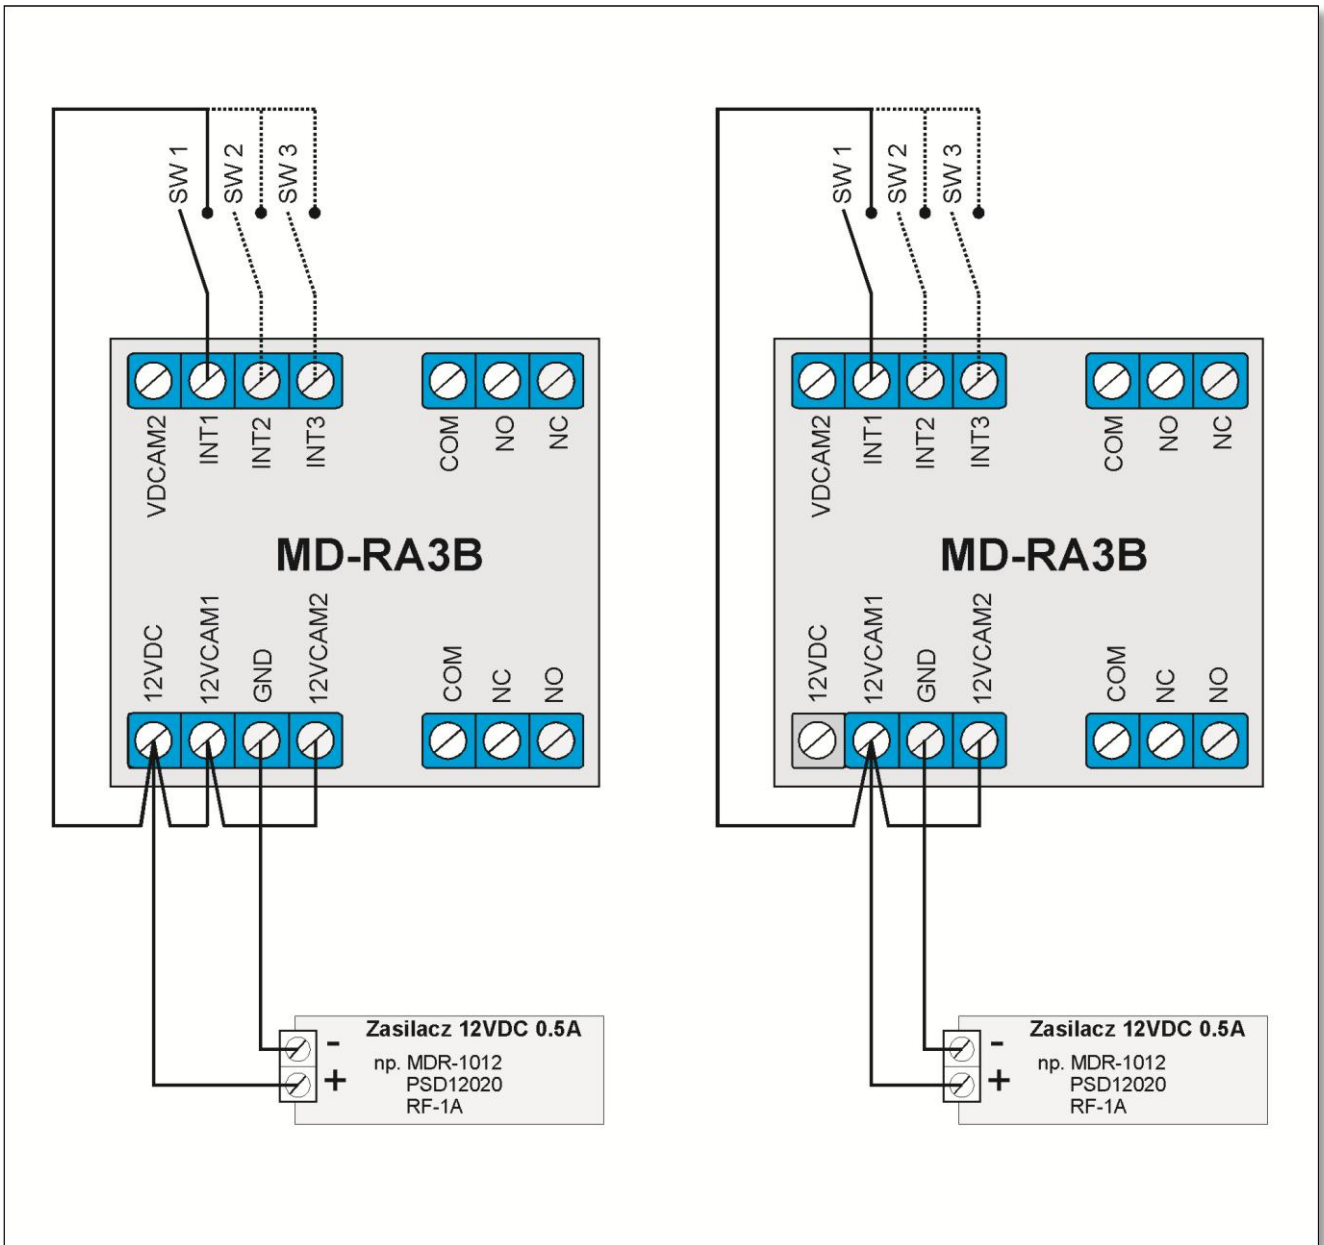 SW 1
SW 2
SW 3
VDCAM2
INT1
INT2
INT3
COM
NO
NC
MD-RA3B
12VDC
12VCAM1
GND
12VCAM2
COM
NC
NO
Zasilacz 12VDC 0.5A
-
np. MDR-1012
+
PSD12020
RF-1A
SW 1
SW 2
SW 3
VDCAM2
INT1
INT2
INT3
COM
NO
NC
MD-RA3B
12VDC
12VCAM1
GND
12VCAM2
COM
NC
NO
Zasilacz 12VDC 0.5A
-
np. MDR-1012
+
PSD12020
RF-1A